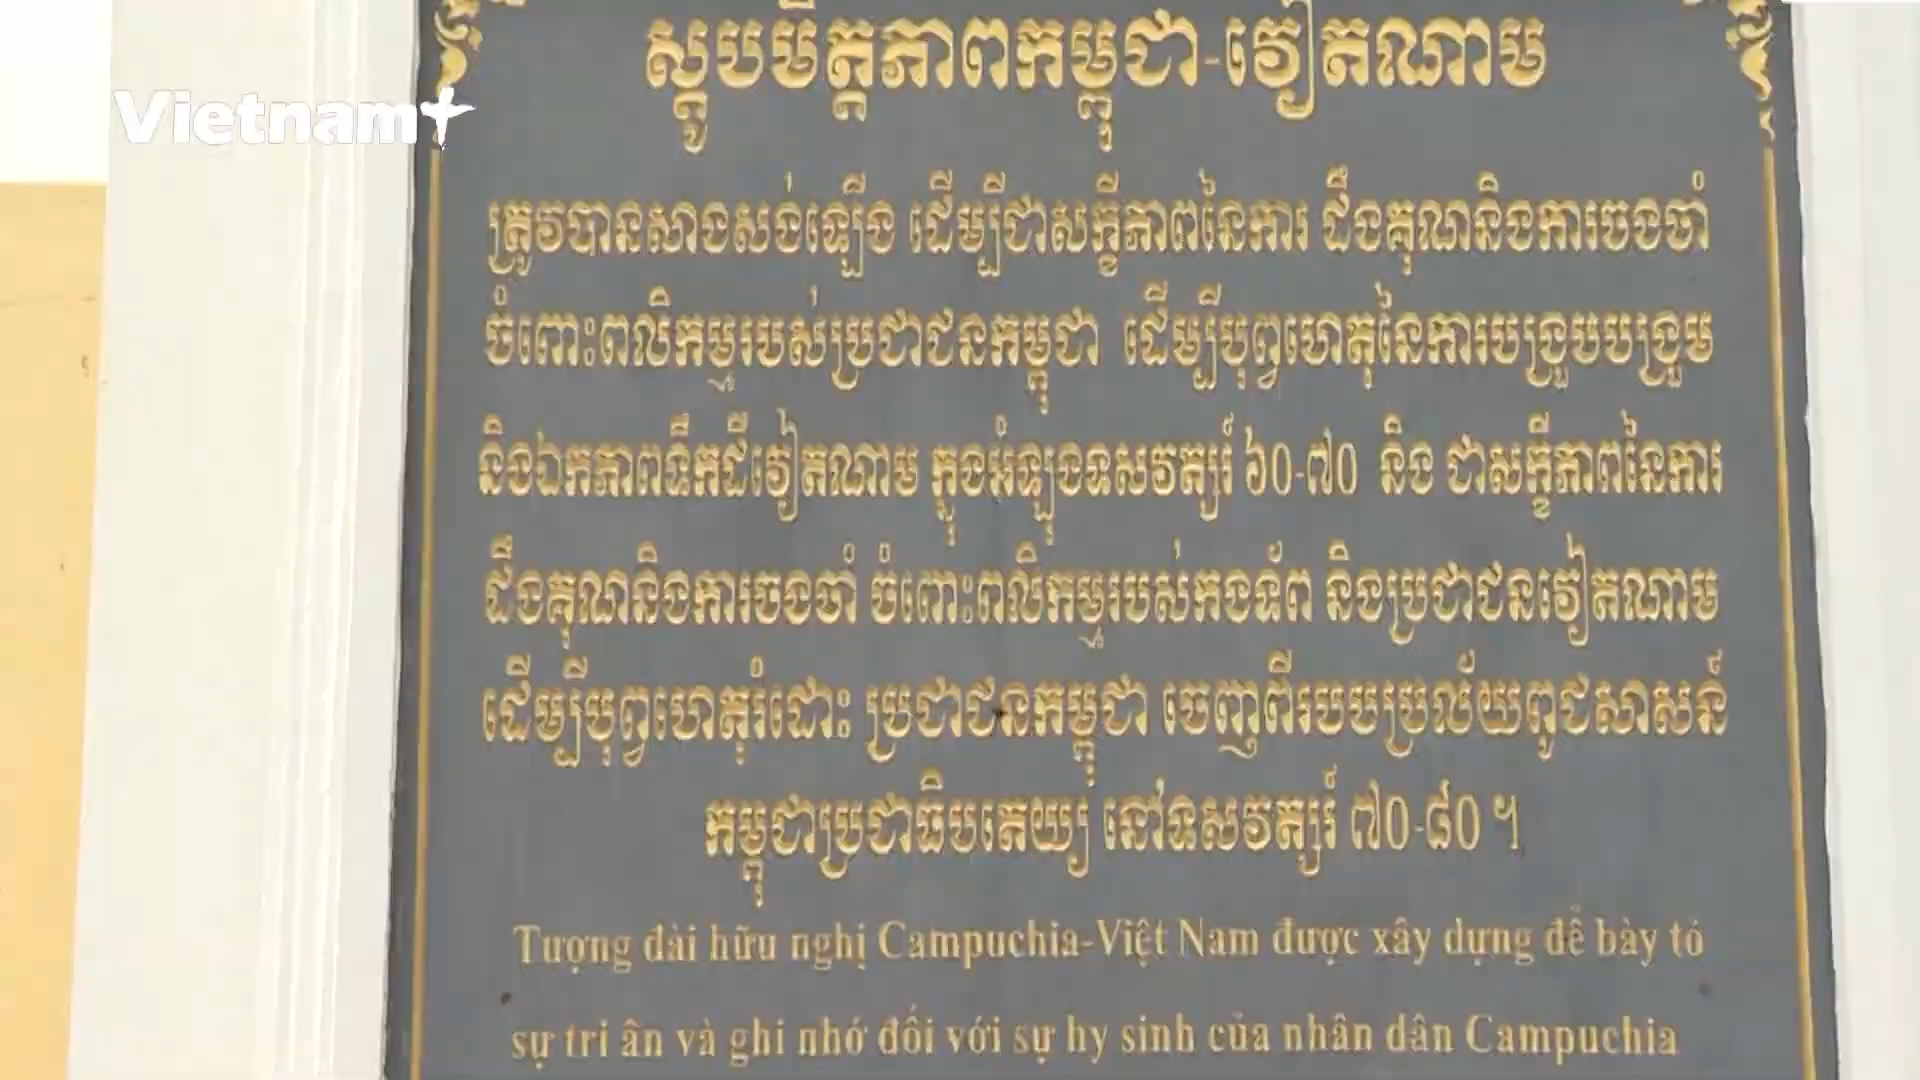 ស្តូបមិត្តភាពកម្ពុជា-វៀតណាម
Vietnam+
ត្រូវបានសាងសង់ឡើង ដើម្បីជាសក្ខីភាពនៃការ ដឹងគុណនិងការចងចាំ
ចំពោះពលិកម្មរបស់ប្រជាជនកម្ពុជា ដើម្បីបុព្វហេតុនៃការបង្រួបបង្រួម
និងឯកភាពទឹកដីវៀតណាម ក្នុងអំឡុងទសវត្សរ៍ ៦០-៧០ និង ជាសក្ខីភាពនៃការ
ដឹងគុណនិងការចងចាំ ចំពោះពលិកម្មរបស់កងទ័ព និងប្រជាជនវៀតណាម
ដើម្បីបុព្វហេតុរំដោះ ប្រជាជនកម្ពុជា ចេញពីរបបប្រល័យពូជសាសន៍
កម្ពុជាប្រជាធិបតេយ្យ នៅទសវត្សរ៍ ៧០-៨០ ។
Tượng đài hữu nghị Campuchia-Việt Nam được xây dựng để bày tỏ
sự tri ân và ghi nhớ đối với sự hy sinh của nhân dân Campuchia